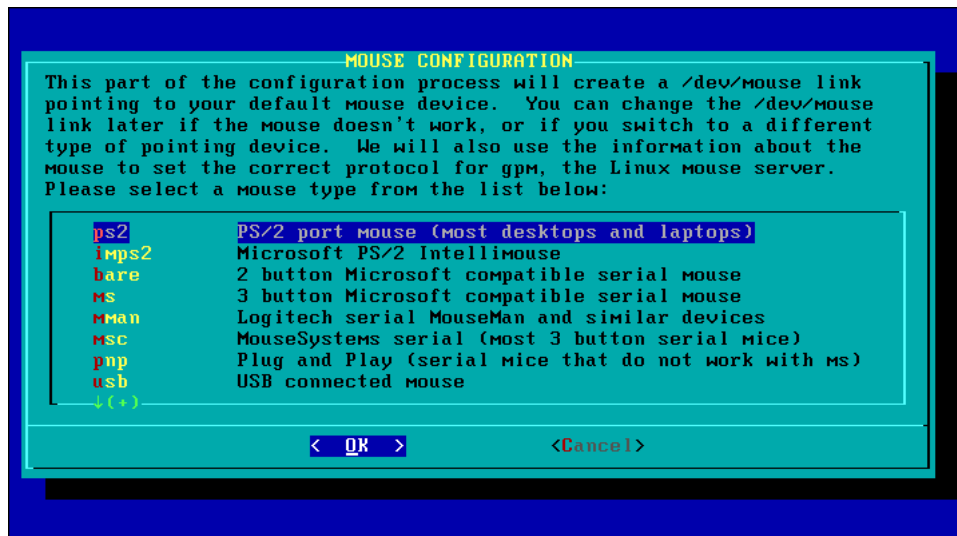 MOUSE CONFIGURATION
This part of the configuration process will create a /dev/mouse link
pointing to your default mouse device.  You can change the /dev/mouse
link later if the mouse doesn't work, or if you switch to a different
type of pointing device.  We will also use the information about the
mouse to set the correct protocol for gpm, the Linux mouse server.
Please select a mouse type from the list below:
ps2 PS/2 port mouse (most desktops and laptops)
imps2 Microsoft PS/2 Intellimouse
bare 2 button Microsoft compatible serial mouse
ms 3 button Microsoft compatible serial mouse
mman Logitech serial MouseMan and similar devices
msc MouseSystems serial (most 3 button serial mice)
pnp Plug and Play (serial mice that do not work with ms)
usb USB connected mouse
↓(+)
< OK > <Cancel>